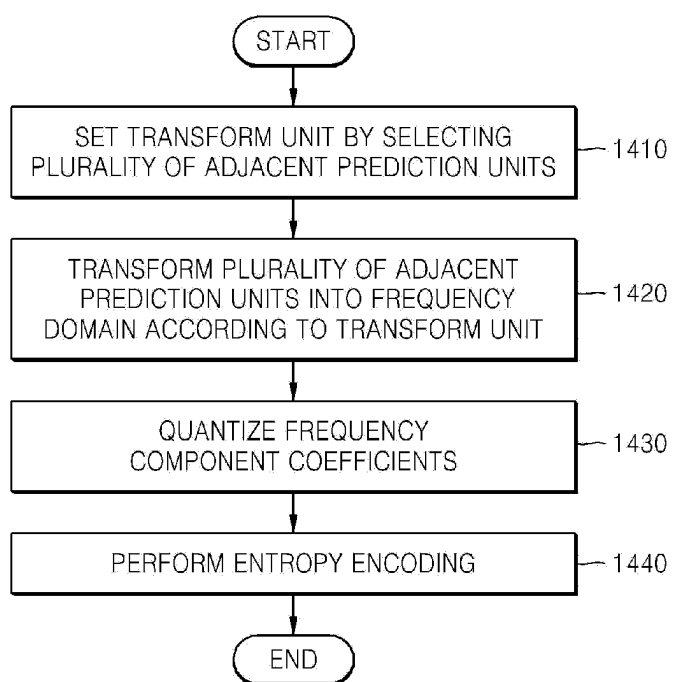 START
SET TRANSFORM UNIT BY SELECTING
PLURALITY OF ADJACENT PREDICTION UNITS
1410
TRANSFORM PLURALITY OF ADJACENT
PREDICTION UNITS INTO FREQUENCY
DOMAIN ACCORDING TO TRANSFORM UNIT
1420
QUANTIZE FREQUENCY
COMPONENT COEFFICIENTS
1430
PERFORM ENTROPY ENCODING
1440
END